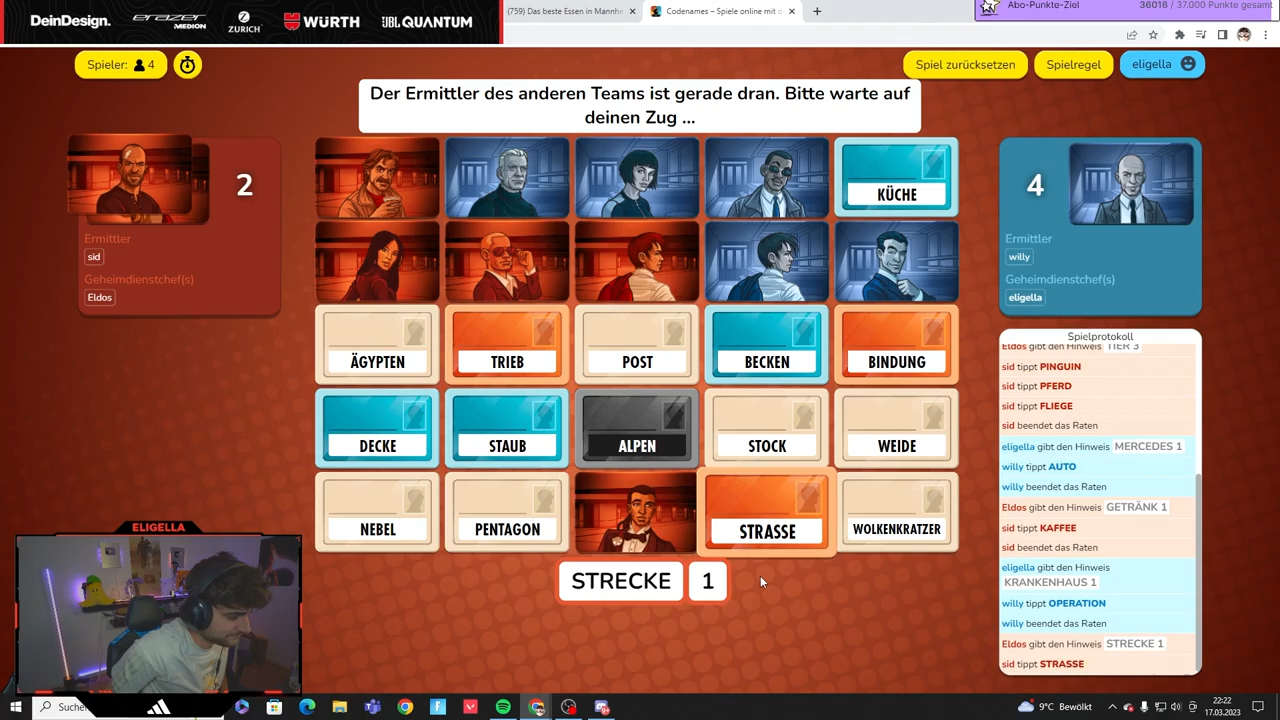 DeinDesign.
erazer
MEDION
ZURICH
WÜRTH
JBL QUANTUM
(759) Das beste Essen in Mannhe
Codenames – Spiele online mit d
Abo-Punkte-Ziel
36016 / 37.000 Punkte gesamt
Spieler: 4
Spiel zurücksetzen
Spielregel
eligella
Der Ermittler des anderen Teams ist gerade dran. Bitte warte auf
deinen Zug ...
2
Ermittler
sid
Geheimdienstchef(s)
Eldos
KÜCHE
ÄGYPTEN
TRIEB
POST
BECKEN
BINDUNG
DECKE
STAUB
ALPEN
STOCK
WEIDE
NEBEL
PENTAGON
STRASSE
WOLKENKRATZER
STRECKE 1
4
Ermittler
willy
Geheimdienstchef(s)
eligella
Spielprotokoll
Eldos gibt den Hinweis TIER 3
sid tippt PINGUIN
sid tippt PFERD
sid tippt FLIEGE
sid beendet das Raten
eligella gibt den Hinweis MERCEDES 1
willy tippt AUTO
willy beendet das Raten
Eldos gibt den Hinweis GETRÄNK 1
sid tippt KAFFEE
sid beendet das Raten
eligella gibt den Hinweis
KRANKENHAUS 1
willy tippt OPERATION
willy beendet das Raten
Eldos gibt den Hinweis STRECKE 1
sid tippt STRASSE
ELIGELLA
Suche
9°C Bewölkt
22:22
17.03.2023